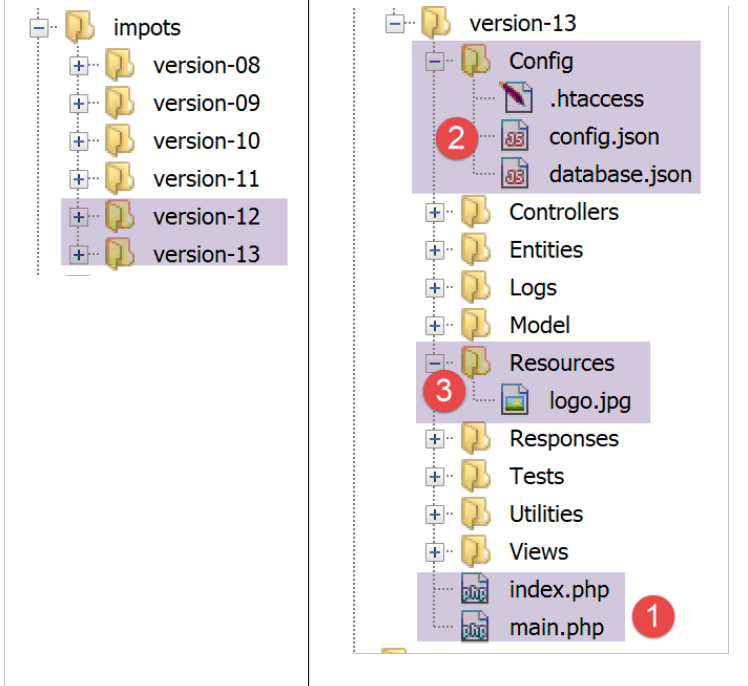 impots
version-08
version-09
version-10
version-11
version-12
version-13
version-13
Config
.htaccess
2
config.json
database.json
Controllers
Entities
Logs
Model
Resources
3
logo.jpg
Responses
Tests
Utilities
Views
index.php
1
main.php